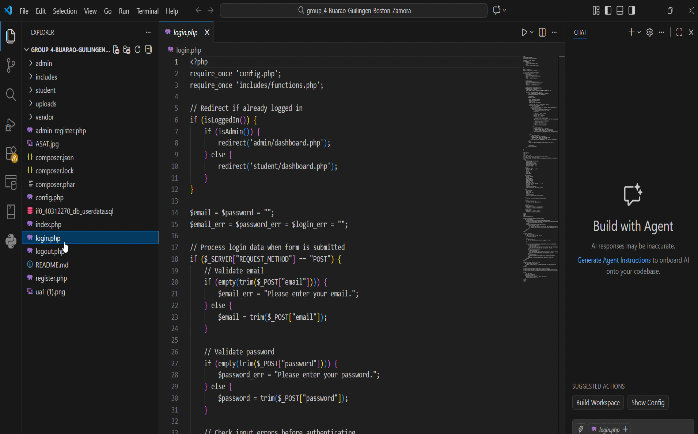 File Edit Selection View Go Run Terminal Help
group_4-Buarao-Guilingen-Beston-Zamora
EXPLORER
GROUP 4-BUARAO-GUILINGEN...
admin
includes
student
uploads
vendor
admin_register.php
ASAT.jpg
composer.json
composer.lock
composer.phar
config.php
if0_40312270_db_userdata.sql
index.php
login.php
logout.php
README.md
register.php
ua1 (1).png
login.php
login.php
1 <?php
2 require_once 'config.php';
3 require_once 'includes/functions.php';
4
5 // Redirect if already logged in
6 if (isLoggedIn()) {
7 if (isAdmin()) {
8 redirect('admin/dashboard.php');
9 } else {
10 redirect('student/dashboard.php');
11 }
12 }
13
14 $email = $password = "";
15 $email_err = $password_err = $login_err = "";
16
17 // Process login data when form is submitted
18 if ($_SERVER["REQUEST_METHOD"] == "POST") {
19 // Validate email
20 if (empty(trim($_POST["email"]))) {
21 $email_err = "Please enter your email.";
22 } else {
23 $email = trim($_POST["email"]);
24 }
25
26 // Validate password
27 if (empty(trim($_POST["password"]))) {
28 $password_err = "Please enter your password.";
29 } else {
30 $password = trim($_POST["password"]);
31 }
32
33 // Check input errors before authenticating
CHAT
Build with Agent
AI responses may be inaccurate.
Generate Agent Instructions to onboard AI
onto your codebase.
SUGGESTED ACTIONS
Build Workspace Show Config
login.php